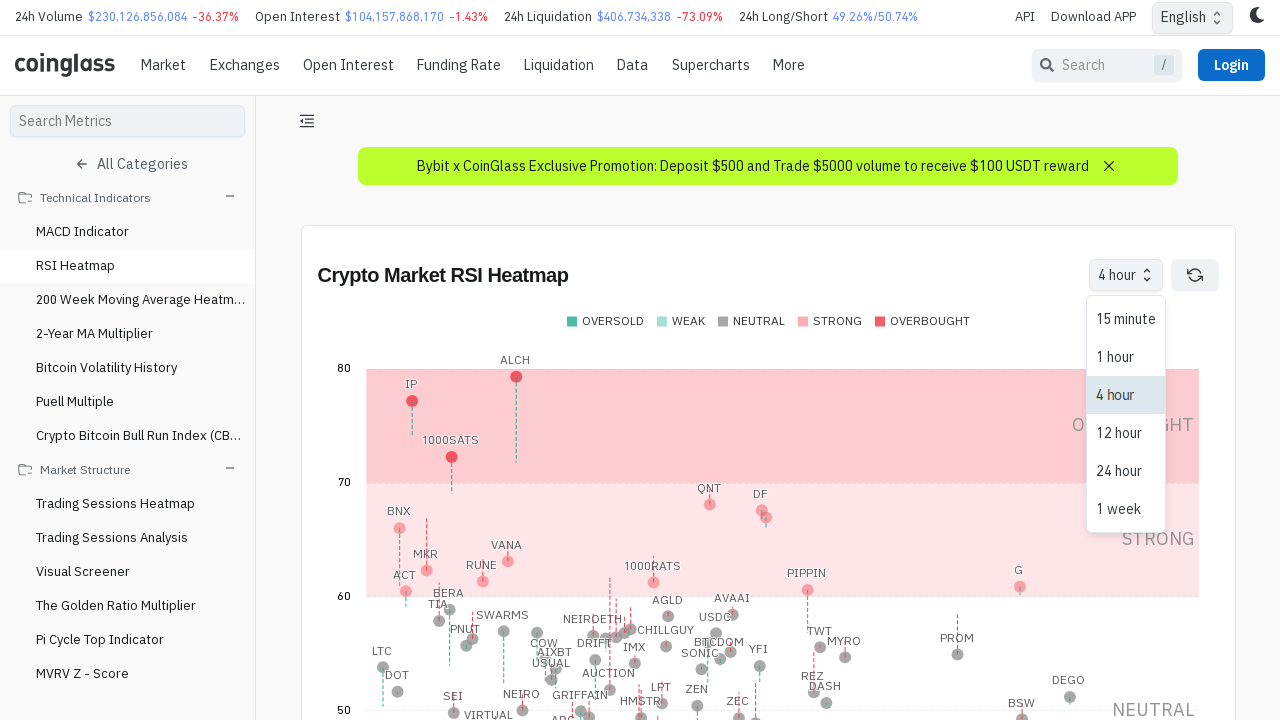 24h Volume $230,126,856,084 -36.37% Open Interest $104,157,868,170 -1.43% 24h Liquidation $406,734,338 -73.09% 24h Long/Short 49.26%/50.74% API Download APP English
coinglass Market Exchanges Open Interest Funding Rate Liquidation Data Supercharts More Search / Login
Search Metrics
All Categories
Technical Indicators
MACD Indicator
RSI Heatmap
200 Week Moving Average Heatm...
2-Year MA Multiplier
Bitcoin Volatility History
Puell Multiple
Crypto Bitcoin Bull Run Index (CB...
Market Structure
Trading Sessions Heatmap
Trading Sessions Analysis
Visual Screener
The Golden Ratio Multiplier
Pi Cycle Top Indicator
MVRV Z - Score
Bybit x CoinGlass Exclusive Promotion: Deposit $500 and Trade $5000 volume to receive $100 USDT reward
Crypto Market RSI Heatmap
4 hour
15 minute
1 hour
4 hour
12 hour
24 hour
1 week
OVERSOLD WEAK NEUTRAL STRONG OVERBOUGHT
80
ALCH
IP
1000SATS
70
QNT
DF
BNX
STRONG
VANA
MKR
RUNE
1000RATS
ACT
PIPPIN
G
60
BERA
TIA
AGLD
AVAAI
SWARMS
NEIROETH
USDC
PNUT
CHILLGUY
TWT
PROM
COW
DRIFT
IMX
BTCDOM
MYRO
LTC
AIXBT
SONIC
YFI
USUAL
DOT
AUCTION
REZ
DEGO
SEI
NEIRO
GRIFFAIN
LPT
ZEN
DASH
HMSTR
ZEC
BSW
50
VIRTUAL
NEUTRAL